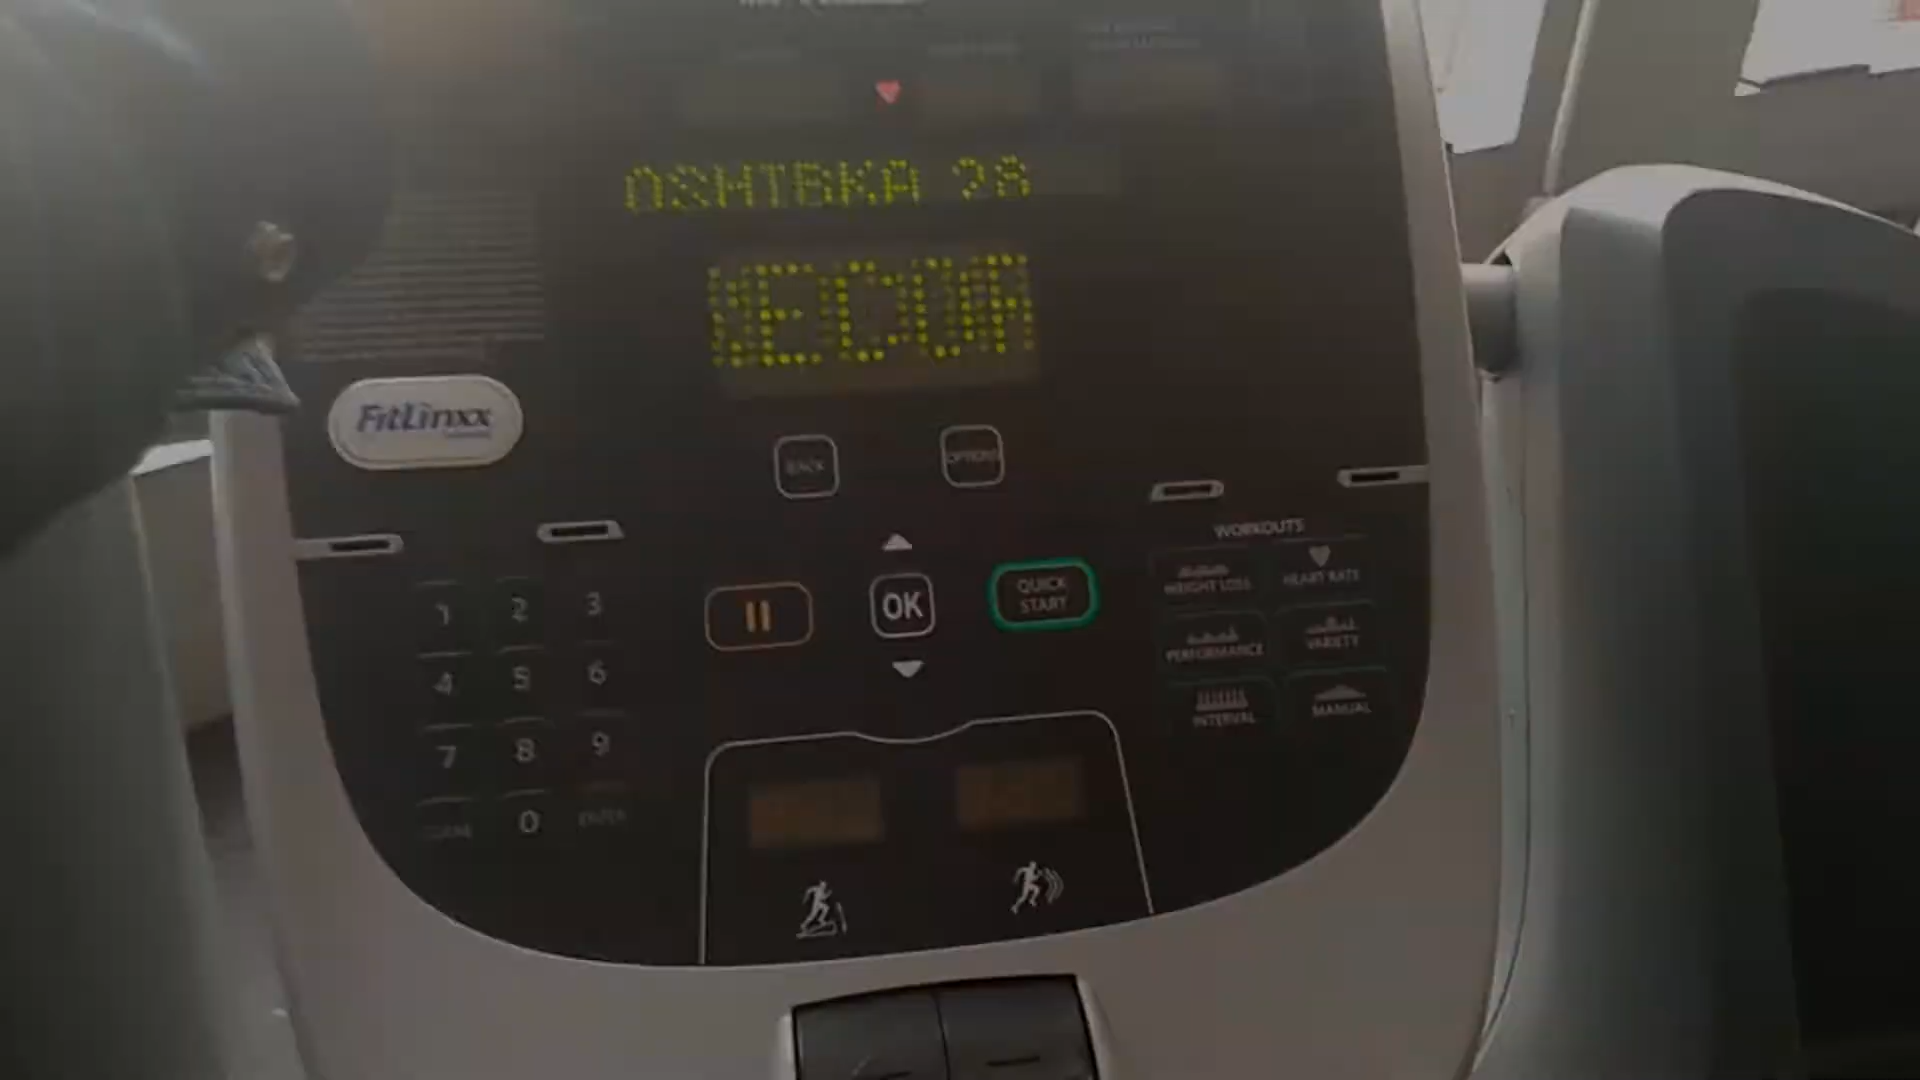 ОШИБКА 28
FitLinxx
BACK
OPTIONS
WORKOUTS
WEIGHT LOSS
HEART RATE
QUICK
START
OK
1 2 3
PERFORMANCE
VARIETY
4 5 6
INTERVAL
MANUAL
7 8 9
0
ENTER